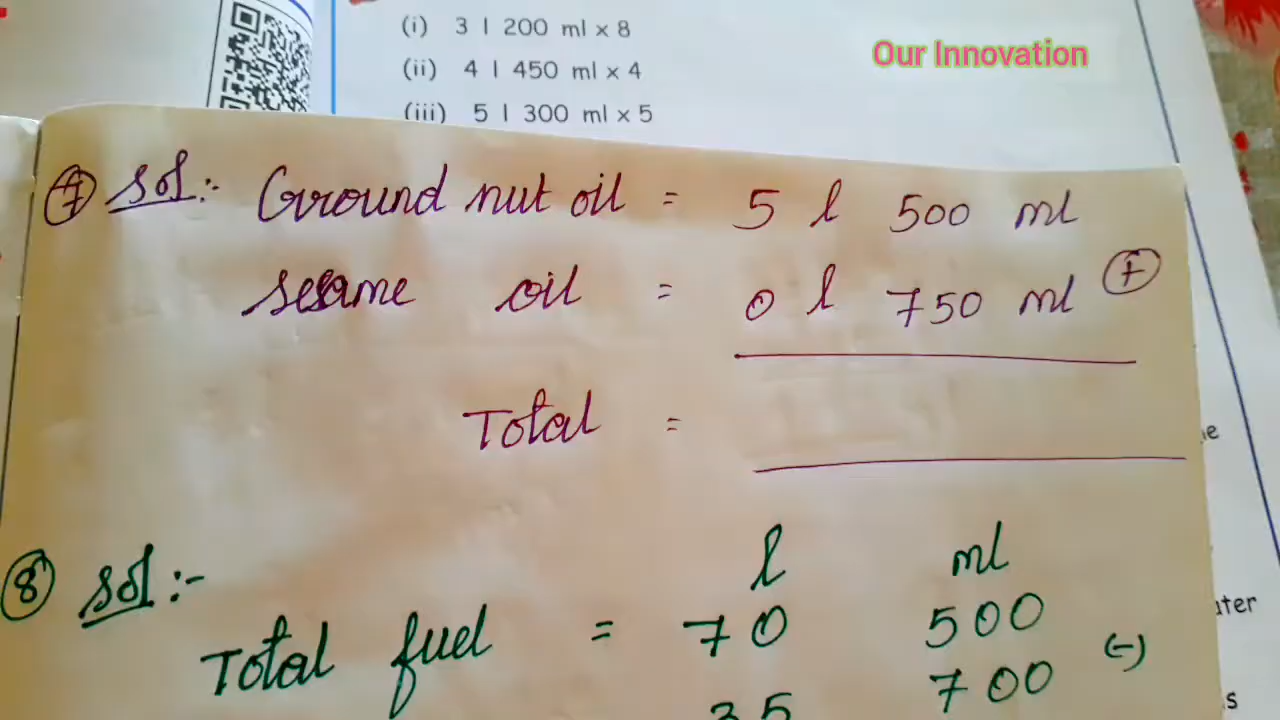 (i) 3 l 200 ml × 8
Our Innovation
(ii) 4 l 450 ml × 4
(iii) 5 l 300 ml × 5
7 Sol:- Ground nut oil = 5 l 500 ml
sesame oil = 0 l 750 ml (+)
Total =
8 Sol:-
l ml
Total fuel = 70 500
35 700 (-)